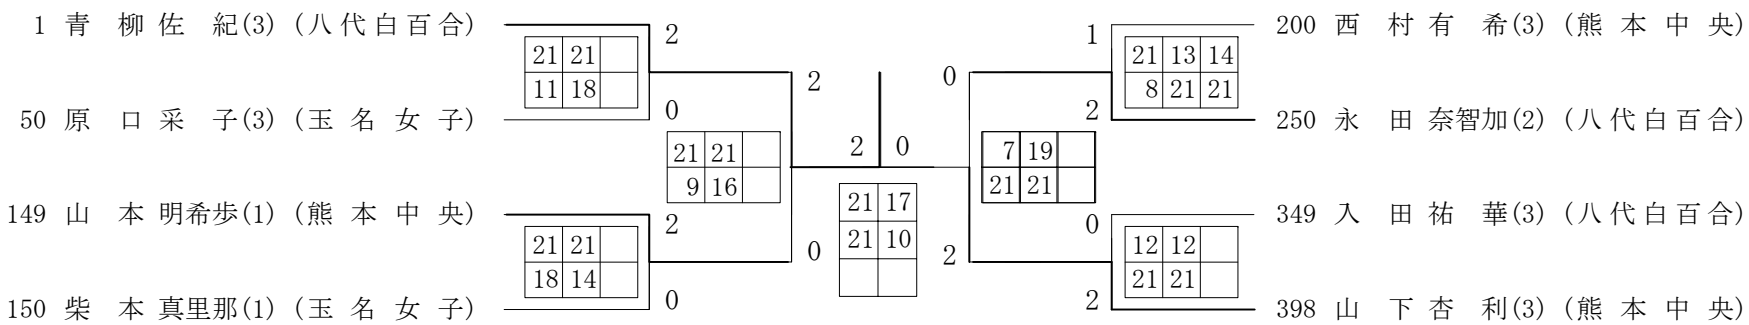 1 青 柳 佐 紀(3) (八代白百合)
2
21 21
11 18
0
50 原 口 采 子(3) (玉 名 女 子)
2
21 21
9 16
149 山 本 明希歩(1) (熊 本 中 央)
2
21 21
18 14
0
0
150 柴 本 真里那(1) (玉 名 女 子)
2 0
21 17
21 10
1
200 西 村 有 希(3) (熊 本 中 央)
21 13 14
8 21 21
0
2
250 永 田 奈智加(2) (八代白百合)
7 19
21 21
0
349 入 田 祐 華(3) (八代白百合)
12 12
21 21
2
2
398 山 下 杏 利(3) (熊 本 中 央)